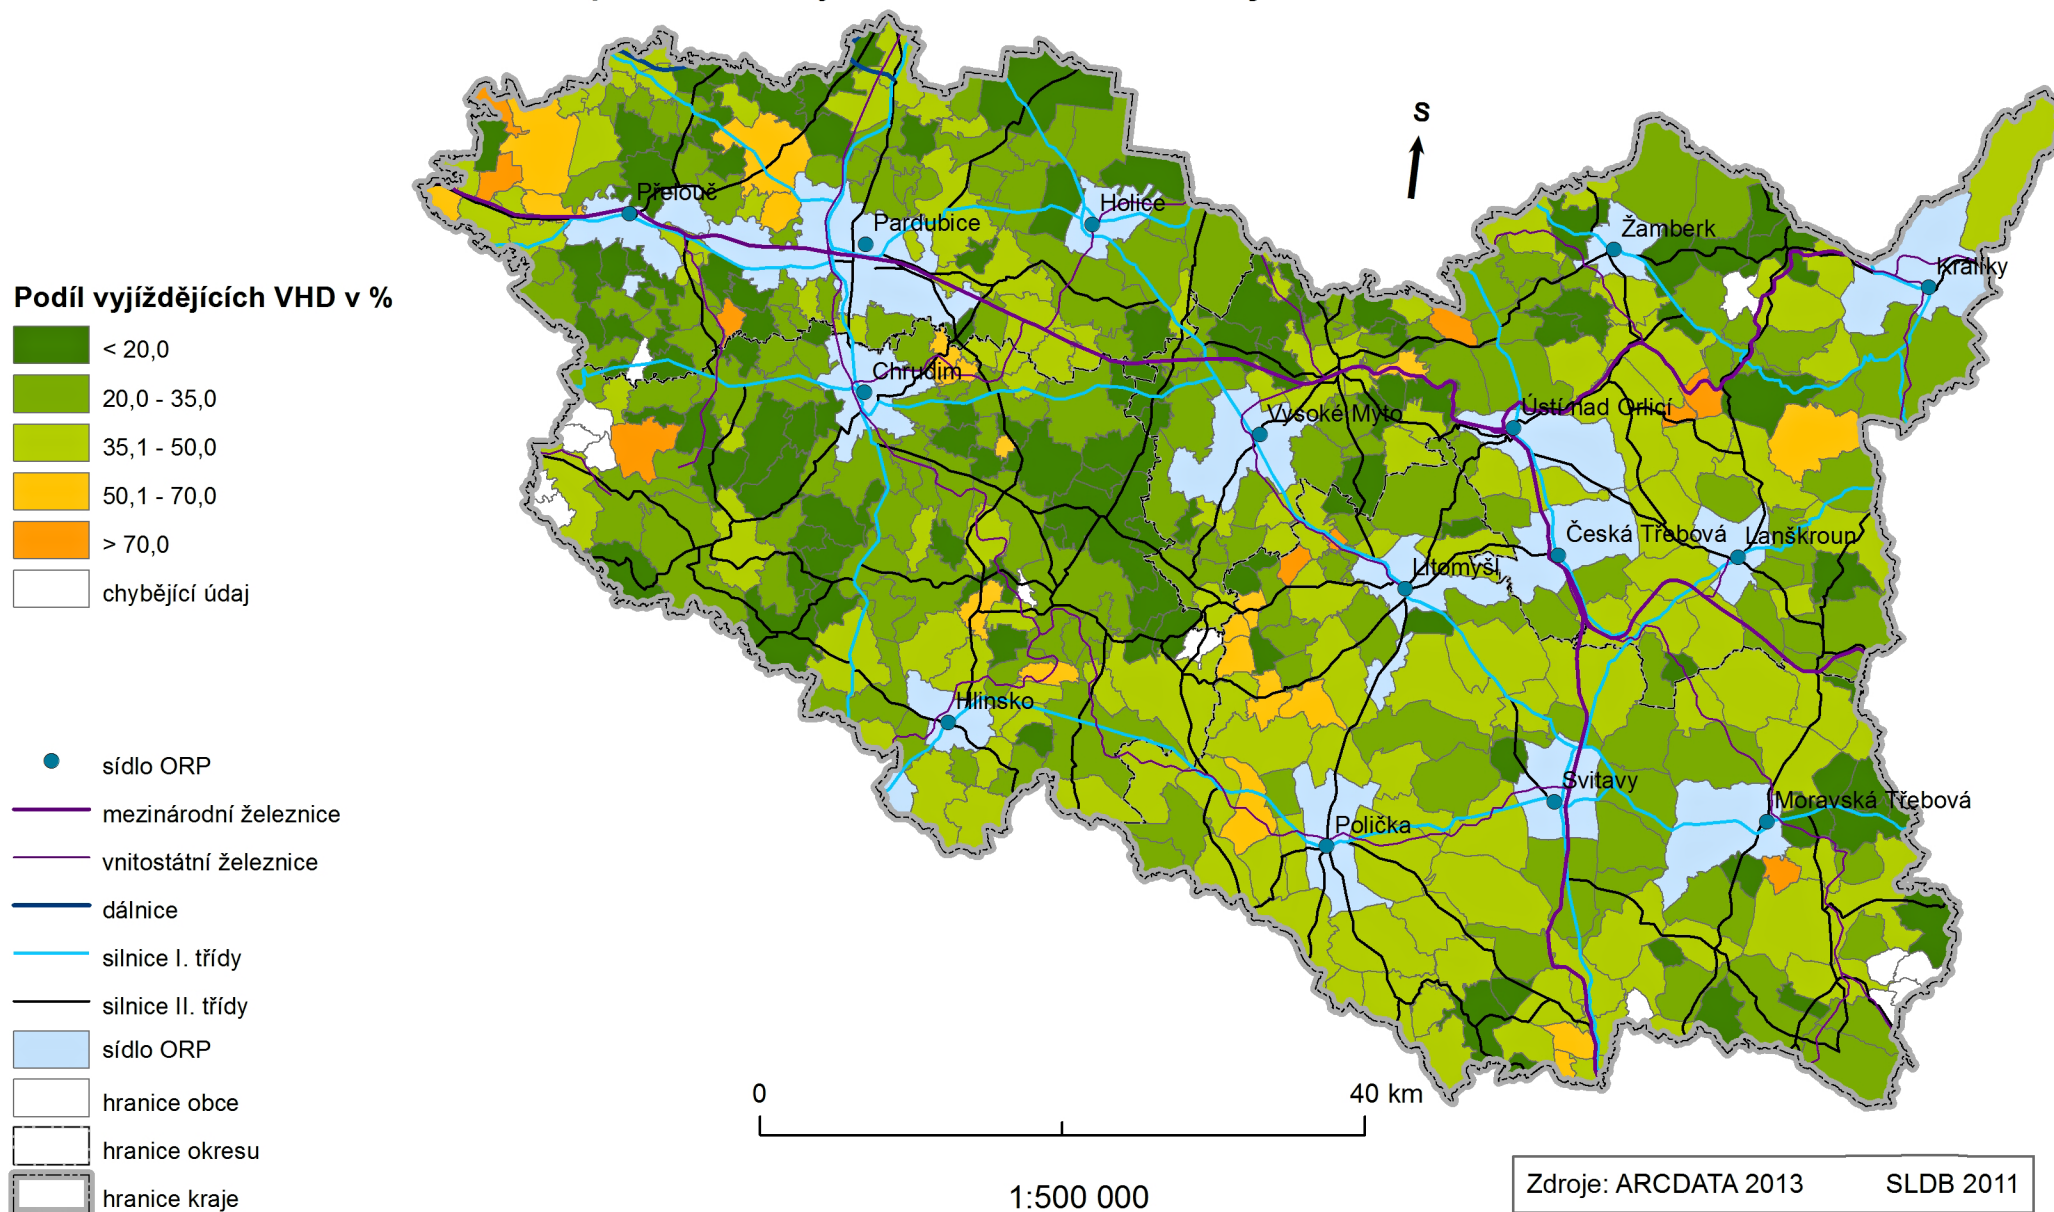 S
Přelouč
Pardubice
Holice
Žamberk
Králíky
Chrudim
Vysoké Mýto
Ústí nad Orlicí
Česká Třebová
Lanškroun
Litomyšl
Hlinsko
Svitavy
Moravská Třebová
Polička
Podíl vyjíždějících VHD v %
< 20,0
20,0 - 35,0
35,1 - 50,0
50,1 - 70,0
> 70,0
chybějící údaj
sídlo ORP
mezinárodní železnice
vnitostátní železnice
dálnice
silnice I. třídy
silnice II. třídy
sídlo ORP
hranice obce
hranice okresu
hranice kraje
0
40 km
1:500 000
Zdroje: ARCDATA 2013 SLDB 2011